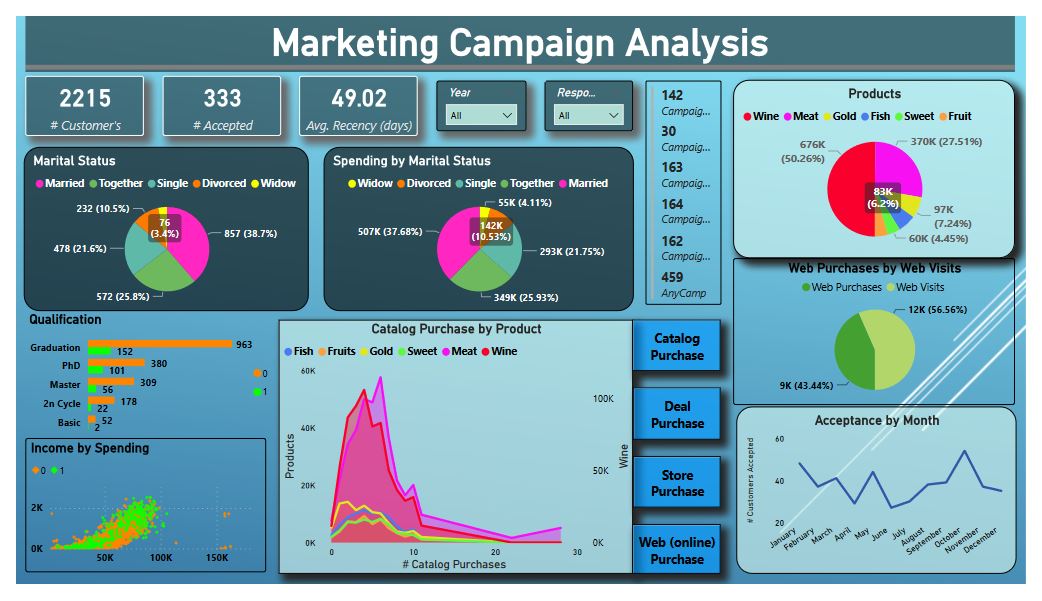 Marketing Campaign Analysis
2215
# Customer's
333
# Accepted
49.02
Avg. Recency (days)
Year
All
Respo...
All
142
Campaig...
30
Campaig...
163
Campaig...
164
Campaig...
162
Campaig...
459
AnyCamp
Products
Wine Meat Gold Fish Sweet Fruit
676K
(50.26%)
370K (27.51%)
83K
(6.2%)
97K
(7.24%)
60K (4.45%)
Marital Status
Married Together Single Divorced Widow
232 (10.5%)
76
(3.4%)
478 (21.6%)
857 (38.7%)
572 (25.8%)
Spending by Marital Status
Widow Divorced Single Together Married
55K (4.11%)
507K (37.68%)
142K
(10.53%)
293K (21.75%)
349K (25.93%)
Web Purchases by Web Visits
Web Purchases Web Visits
12K (56.56%)
9K (43.44%)
Qualification
Graduation 963
152
PhD 380
101
Master 309
56
2n Cycle 178
22
Basic 52
2
0
1
Income by Spending
0 1
2K
0K
50K 100K 150K
Catalog Purchase by Product
Fish Fruits Gold Sweet Meat Wine
60K
40K
20K
0K
Products
100K
50K
0K
Wine
0 10 20 30
# Catalog Purchases
Catalog
Purchase
Deal
Purchase
Store
Purchase
Web (online)
Purchase
Acceptance by Month
# Customers Accepted
60
40
20
January
February
March
April
May
June
July
August
September
October
November
December